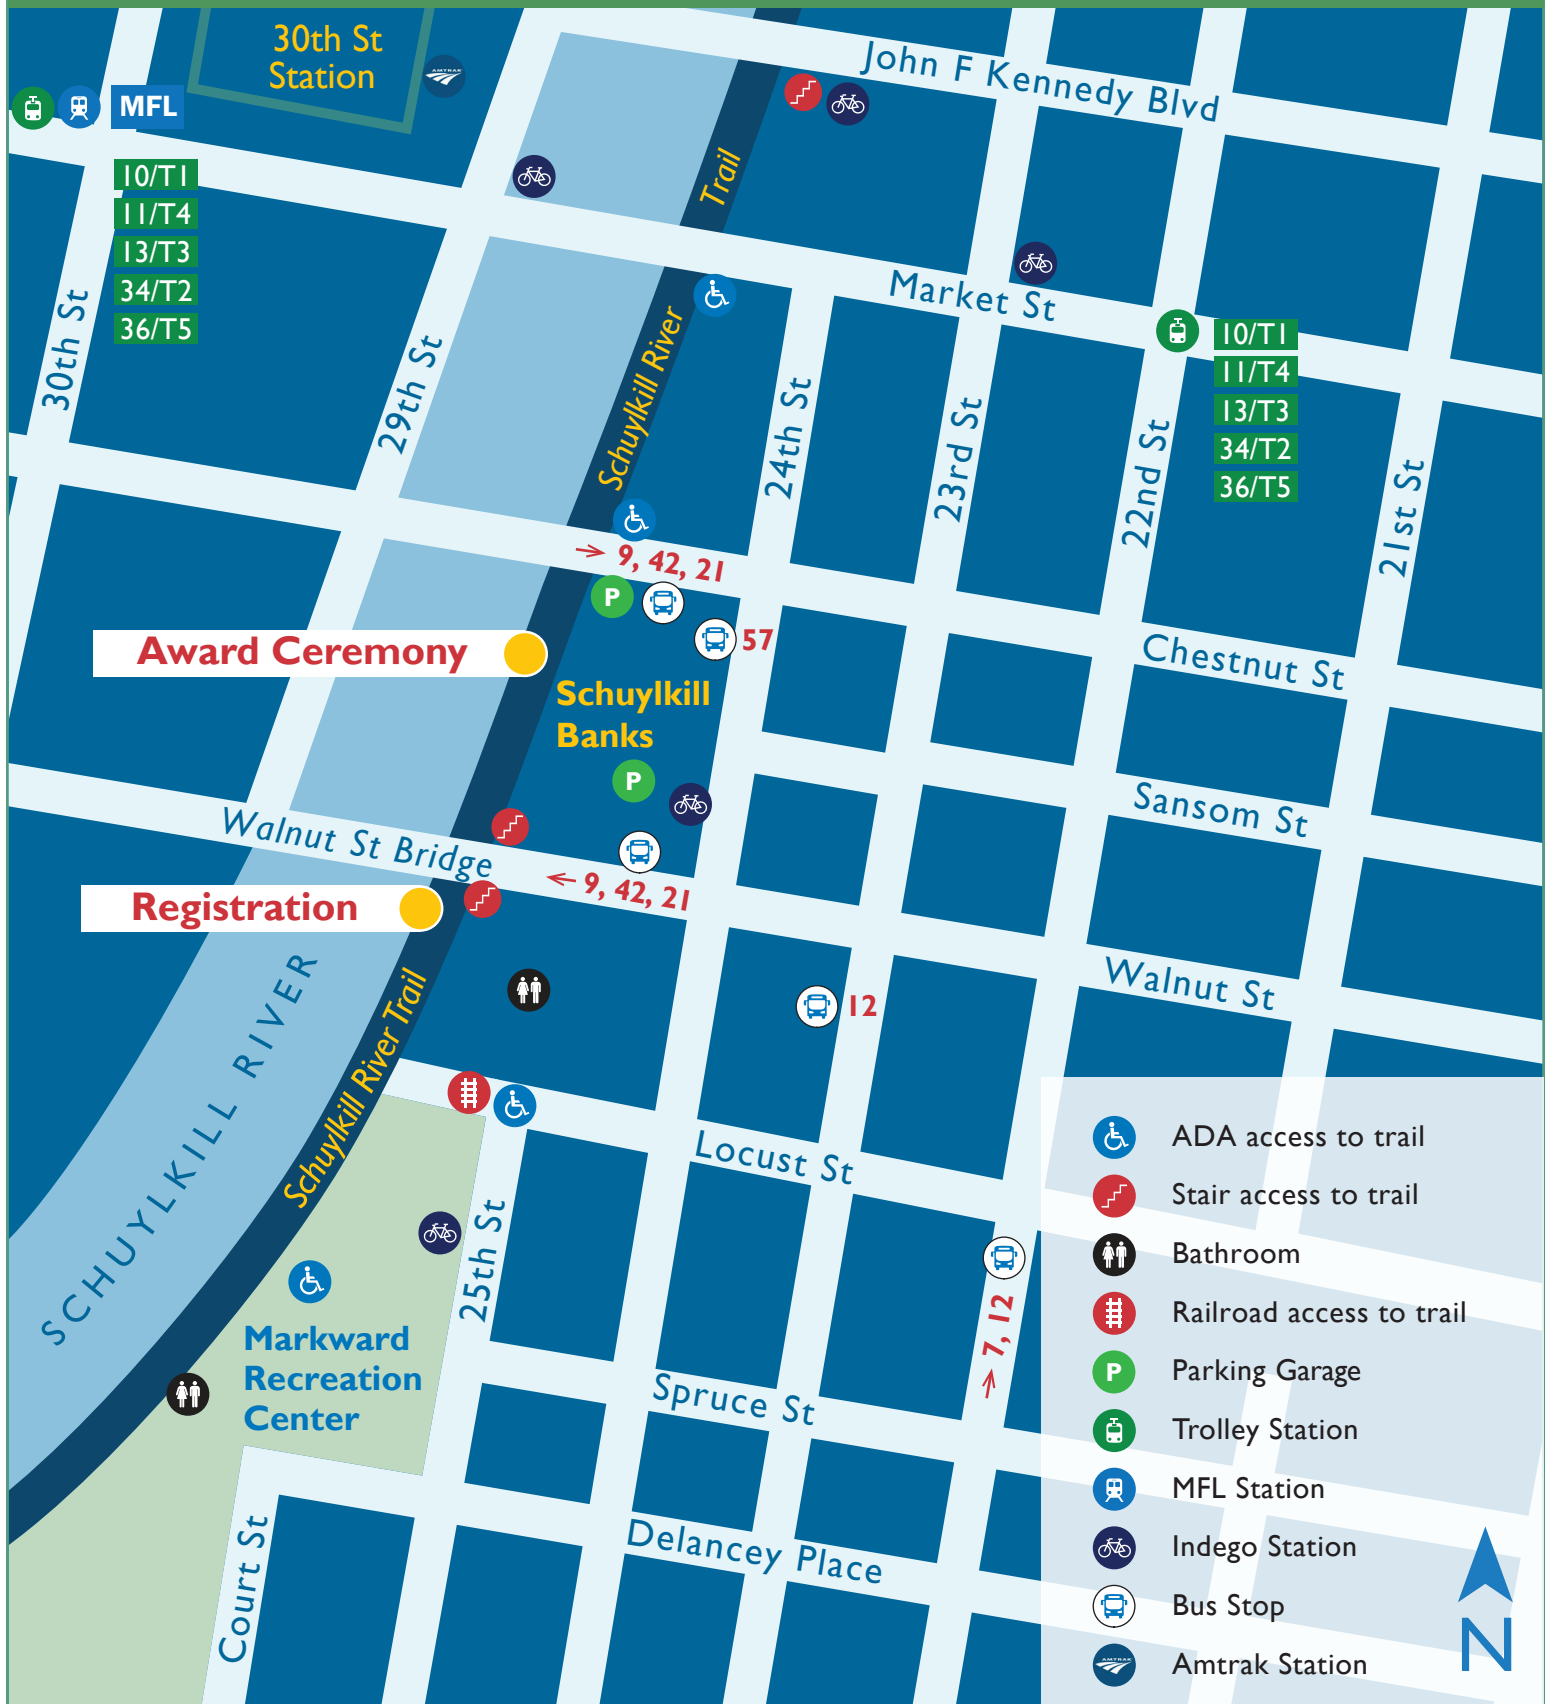 30th St
Station
AMTRAK
John F Kennedy Blvd
MFL
10/T1
11/T4
13/T3
34/T2
36/T5
Trail
Market St
30th St
29th St
Schuylkill River
24th St
23rd St
22nd St
21st St
10/T1
11/T4
13/T3
34/T2
36/T5
9, 42, 21
P
57
Award Ceremony
Schuylkill
Banks
P
Chestnut St
Sansom St
Walnut St Bridge
9, 42, 21
Registration
Walnut St
12
SCHUYLKILL RIVER
Schuylkill River Trail
Locust St
25th St
7, 12
Markward
Recreation
Center
Spruce St
Delancey Place
Court St
ADA access to trail
Stair access to trail
Bathroom
Railroad access to trail
P Parking Garage
Trolley Station
MFL Station
Indego Station
Bus Stop
AMTRAK Amtrak Station
N